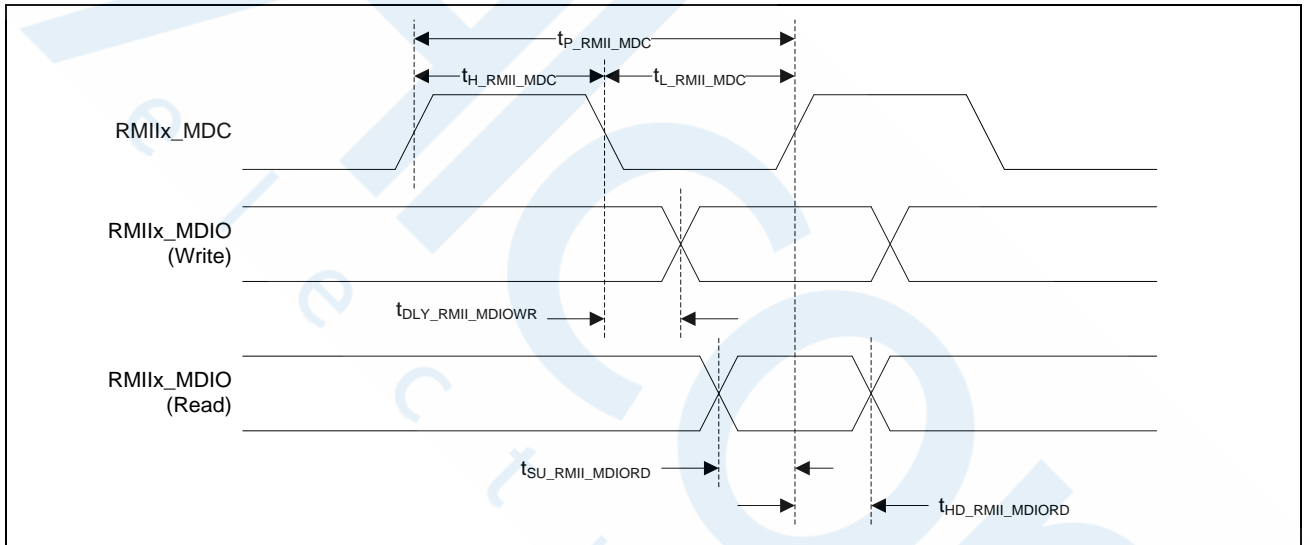 tP_RMII_MDC
tH_RMII_MDC
tL_RMII_MDC
RMIIx_MDC
RMIIx_MDIO
(Write)
tDLY_RMII_MDIOWR
RMIIx_MDIO
(Read)
tSU_RMII_MDIORD
tHD_RMII_MDIORD